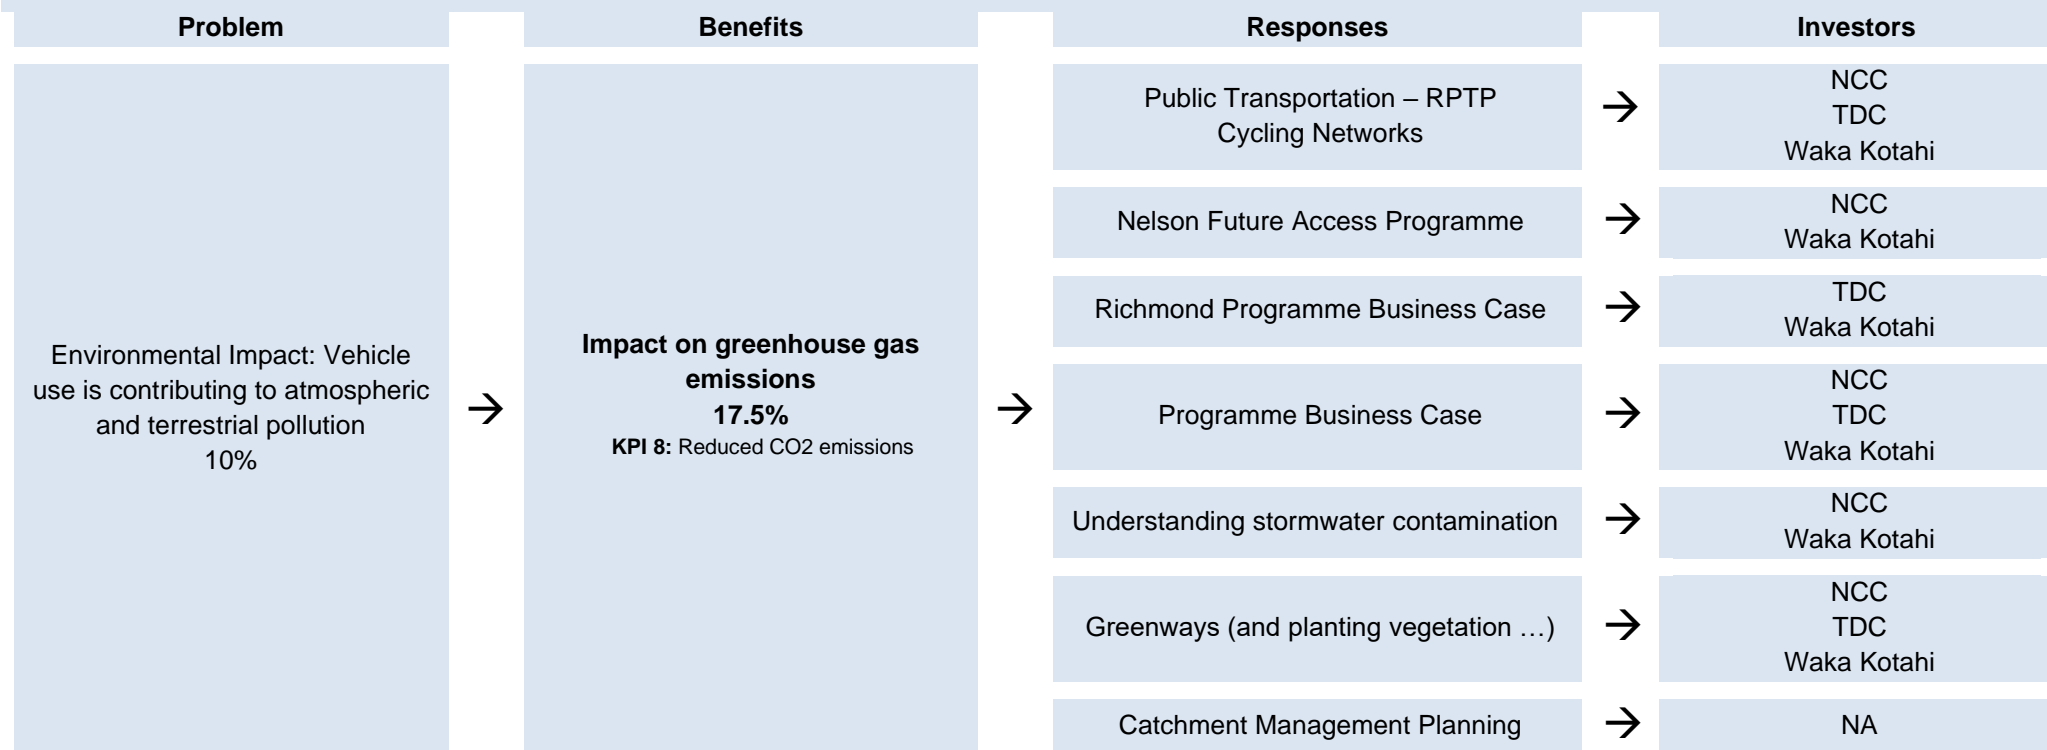 Problem
Benefits
Responses
Investors
Environmental Impact: Vehicle
use is contributing to atmospheric
and terrestrial pollution
10%
→
Impact on greenhouse gas
emissions
17.5%
KPI 8: Reduced CO2 emissions
→
Public Transportation – RPTP
Cycling Networks
→
NCC
TDC
Waka Kotahi
Nelson Future Access Programme
→
NCC
Waka Kotahi
Richmond Programme Business Case
→
TDC
Waka Kotahi
Programme Business Case
→
NCC
TDC
Waka Kotahi
Understanding stormwater contamination
→
NCC
Waka Kotahi
Greenways (and planting vegetation …)
→
NCC
TDC
Waka Kotahi
Catchment Management Planning
→
NA